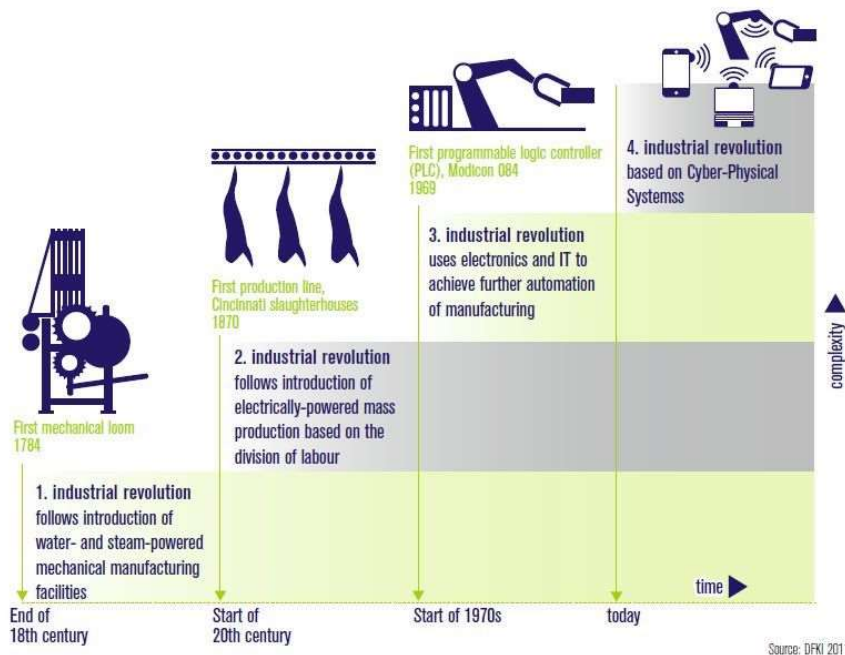 First programmable logic controller
(PLC), Modicon 084
1969
4. industrial revolution
based on Cyber-Physical
Systemss
3. industrial revolution
uses electronics and IT to
achieve further automation
of manufacturing
First production line,
Cincinnati slaughterhouses
1870
2. industrial revolution
follows introduction of
electrically-powered mass
production based on the
division of labour
complexity
First mechanical loom
1784
1. industrial revolution
follows introduction of
water- and steam-powered
mechanical manufacturing
facilities
time
End of
18th century
Start of
20th century
Start of 1970s
today
Source: DFKI 201